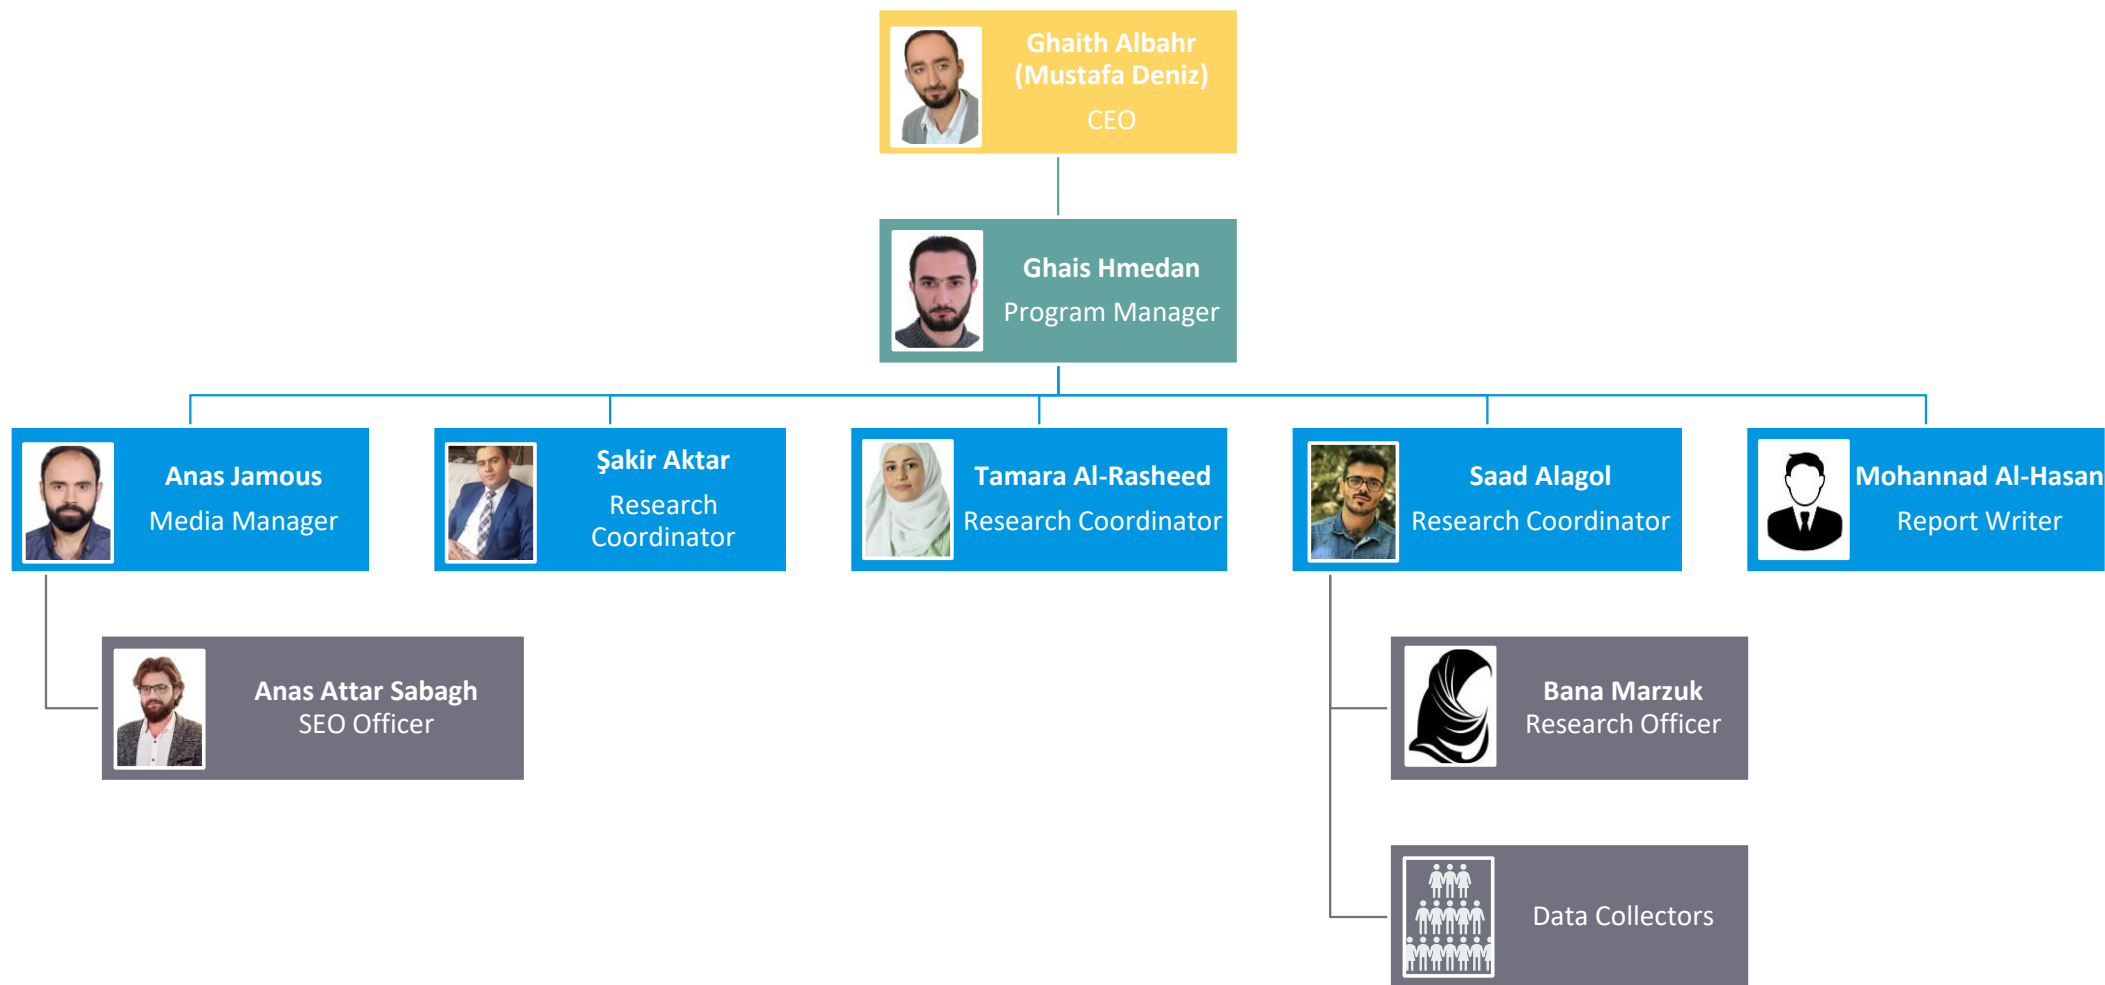 Ghaith Albahr
(Mustafa Deniz)
CEO
Ghais Hmedan
Program Manager
Anas Jamous
Media Manager
Şakir Aktar
Research
Coordinator
Tamara Al-Rasheed
Research Coordinator
Saad Alagol
Research Coordinator
Mohannad Al-Hasan
Report Writer
Anas Attar Sabagh
SEO Officer
Bana Marzuk
Research Officer
Data Collectors